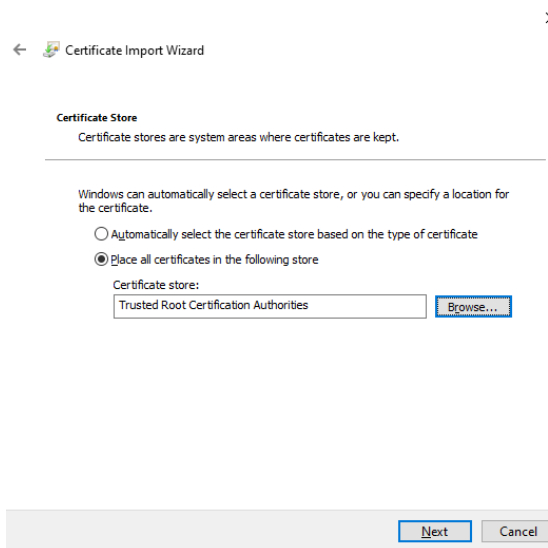 Certificate Import Wizard
Certificate Store
Certificate stores are system areas where certificates are kept.
Windows can automatically select a certificate store, or you can specify a location for
the certificate.
Automatically select the certificate store based on the type of certificate
Place all certificates in the following store
Certificate store:
Trusted Root Certification Authorities
Browse...
Next
Cancel